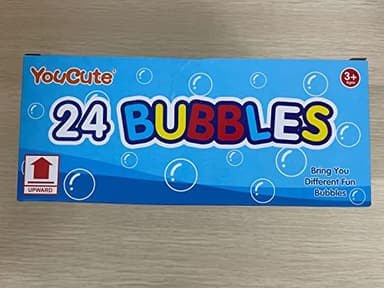 YouCute
3+
24 BUBBLES
Bring You
Different Fun
Bubbles
UPWARD